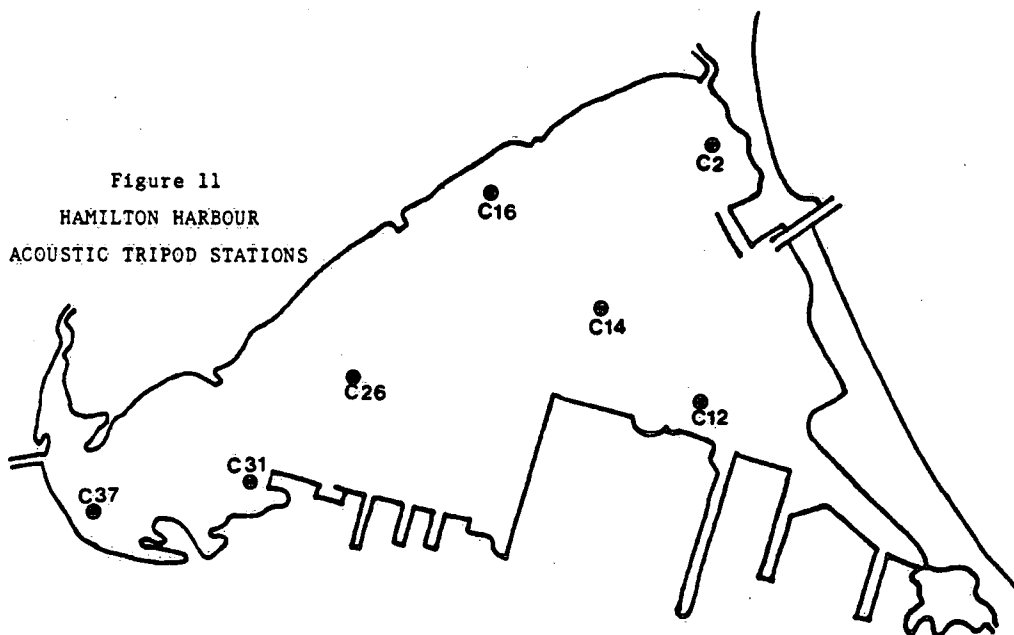 Figure 11
HAMILTON HARBOUR
ACOUSTIC TRIPOD STATIONS
C2
C16
C14
C26
C12
C31
C37